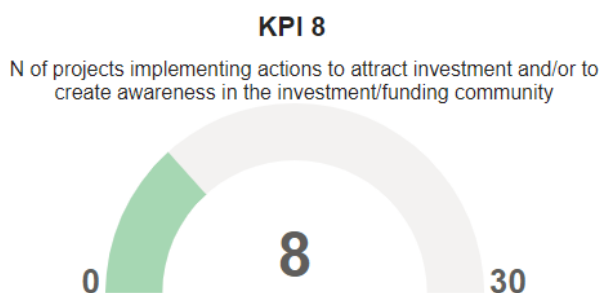 KPI 8
N of projects implementing actions to attract investment and/or to
create awareness in the investment/funding community
8
0
30